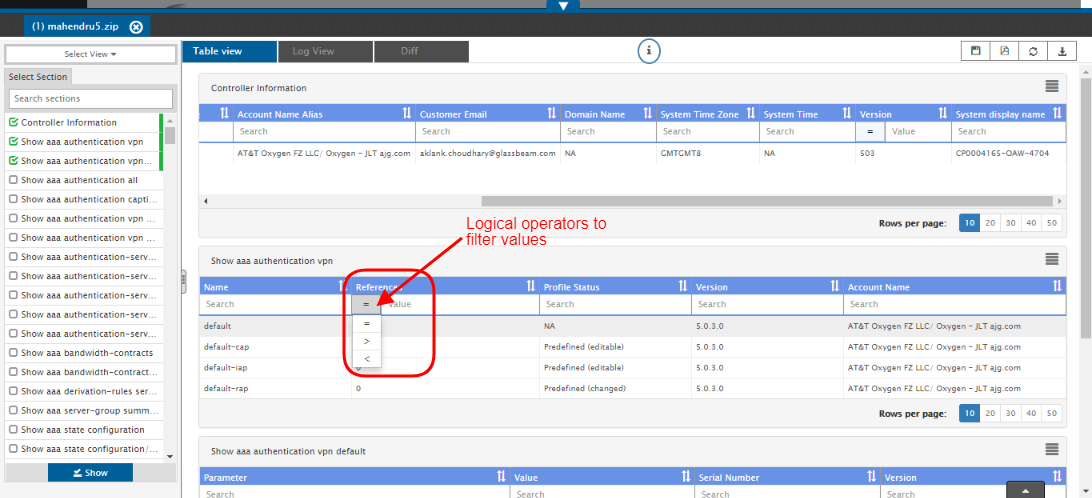 (1) mahendru5.zip
Select View
Table view Log View Diff
Select Section
Search sections
Controller Information
Show aaa authentication vpn
Show aaa authentication vpn...
Show aaa authentication all
Show aaa authentication capti...
Show aaa authentication vpn ...
Show aaa authentication vpn ...
Show aaa authentication-serv...
Show aaa authentication-serv...
Show aaa authentication-serv...
Show aaa authentication-serv...
Show aaa authentication-serv...
Show aaa bandwidth-contracts
Show aaa bandwidth-contract...
Show aaa derivation-rules ser...
Show aaa server-group summ...
Show aaa state configuration
Show aaa state configuration/...
Show
Controller Information
Account Name Alias Customer Email Domain Name System Time Zone System Time Version System display name
Search Search Search Search Search = Value Search
AT&T Oxygen FZ LLC/ Oxygen - JLT ajg.com aklank.choudhary@glassbeam.com NA GMTGMT8 NA 503 CP0004165-OAW-4704
Rows per page: 10 20 30 40 50
Logical operators to
filter values
Show aaa authentication vpn
Name References Profile Status Version Account Name
Search = Value Search Search Search
=
>
<
default NA 5.0.3.0 AT&T Oxygen FZ LLC/ Oxygen - JLT ajg.com
default-cap Predefined (editable) 5.0.3.0 AT&T Oxygen FZ LLC/ Oxygen - JLT ajg.com
default-iap 0 Predefined (editable) 5.0.3.0 AT&T Oxygen FZ LLC/ Oxygen - JLT ajg.com
default-rap 0 Predefined (changed) 5.0.3.0 AT&T Oxygen FZ LLC/ Oxygen - JLT ajg.com
Rows per page: 10 20 30 40 50
Show aaa authentication vpn default
Parameter Value Serial Number Version
Search Search Search Search